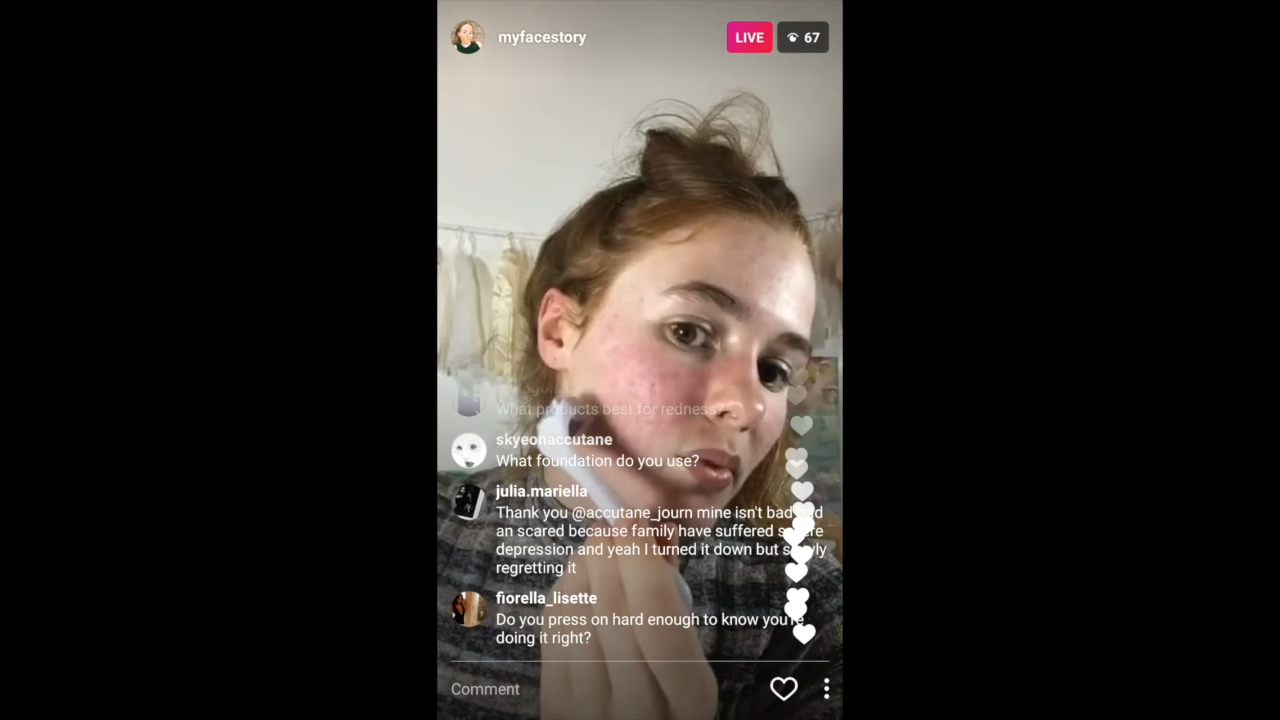 myfacestory
LIVE
67
What products best for redness?
skyeonaccutane
What foundation do you use?
julia.mariella
Thank you @accutane_journ mine isn't bad
an scared because family have suffered
depression and yeah I turned it down but
regretting it
fiorella_lisette
Do you press on hard enough to know you're
doing it right?
Comment